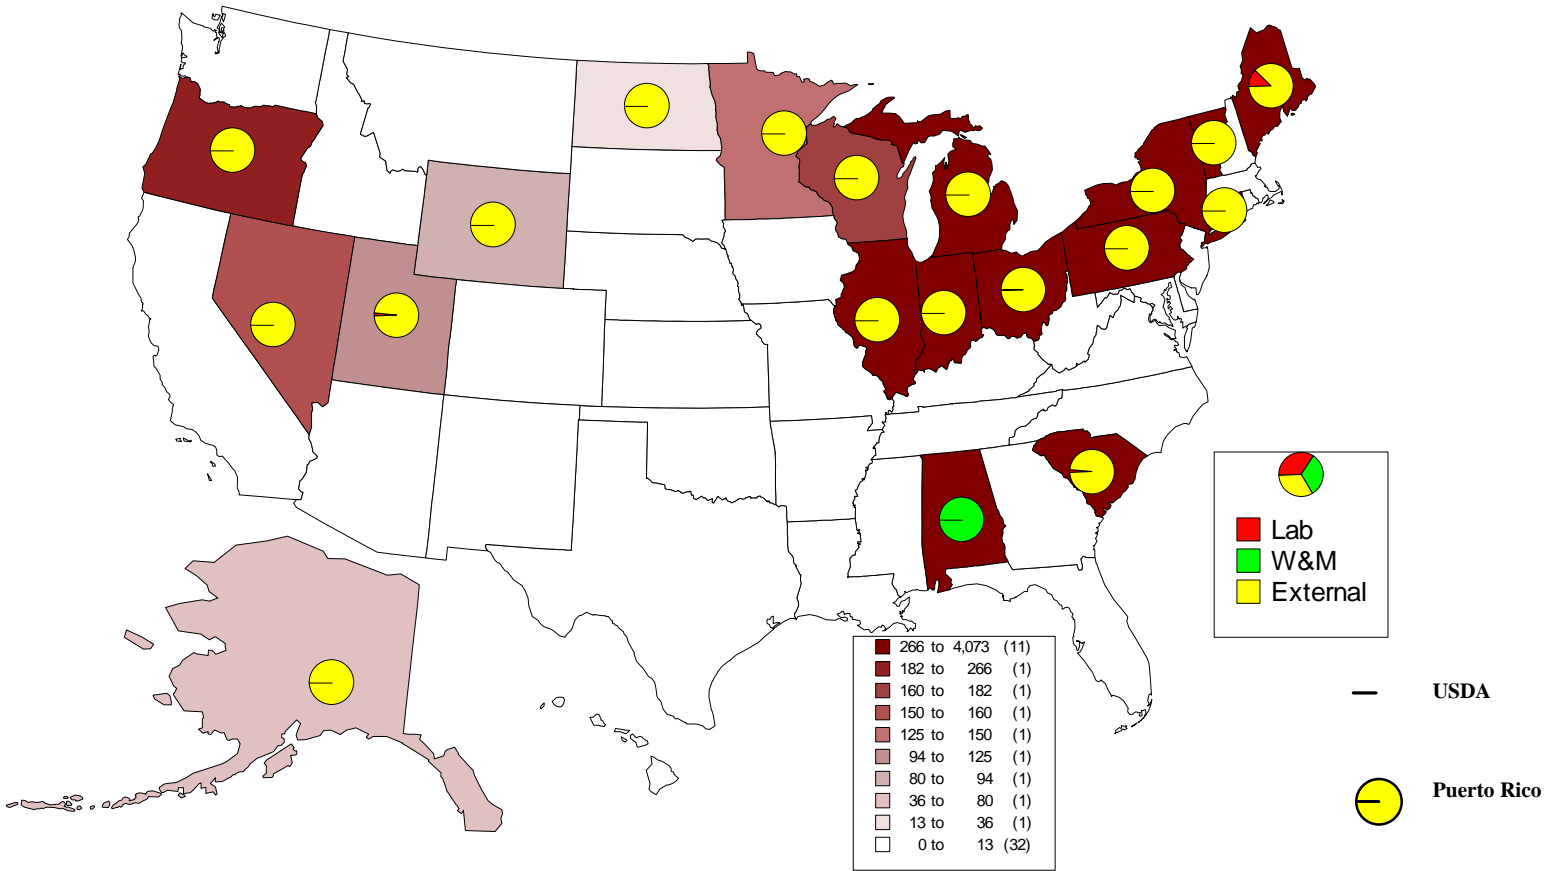 Lab
W&M
External
266 to 4,073 (11)
182 to 266 (1)
160 to 182 (1)
150 to 160 (1)
125 to 150 (1)
94 to 125 (1)
80 to 94 (1)
36 to 80 (1)
13 to 36 (1)
0 to 13 (32)
USDA
Puerto Rico